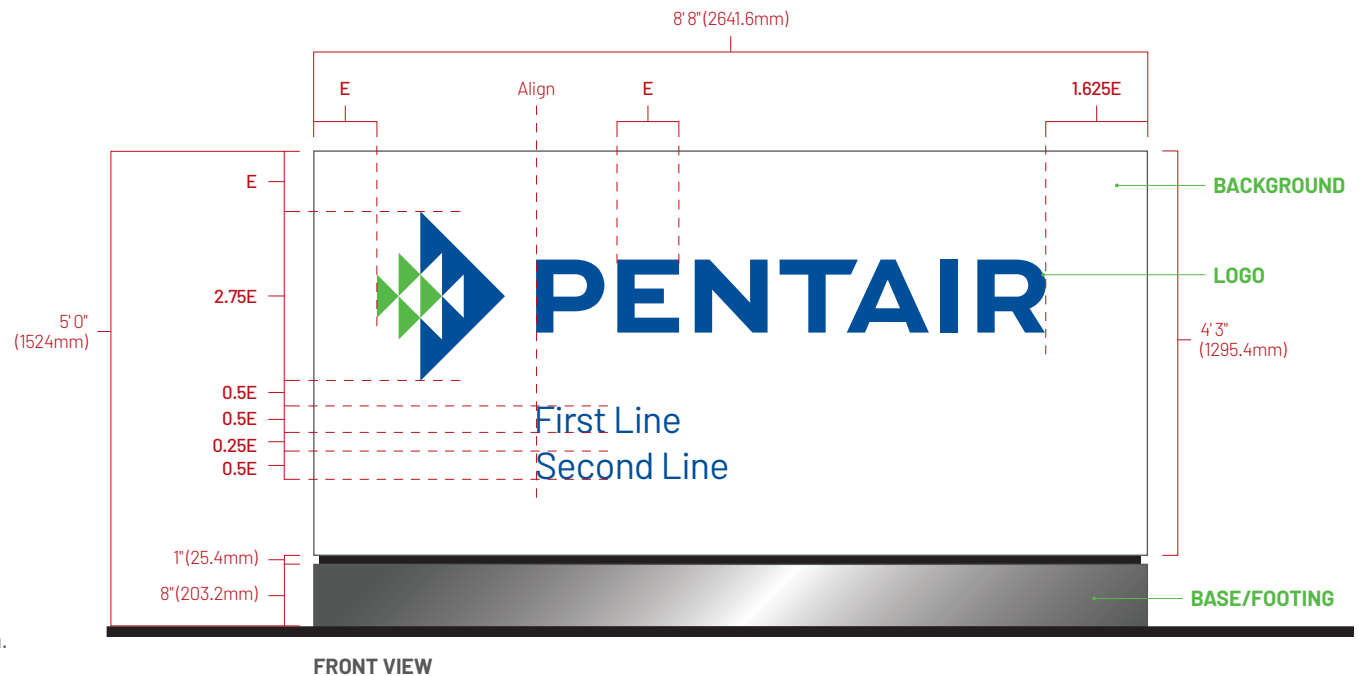 8' 8" (2641.6mm)
E Align E 1.625E
E
BACKGROUND
PENTAIR
LOGO
2.75E
5' 0"
(1524mm)
4' 3"
(1295.4mm)
0.5E
0.5E
First Line
0.25E
0.5E
Second Line
1" (25.4mm)
8" (203.2mm)
BASE/FOOTING
FRONT VIEW